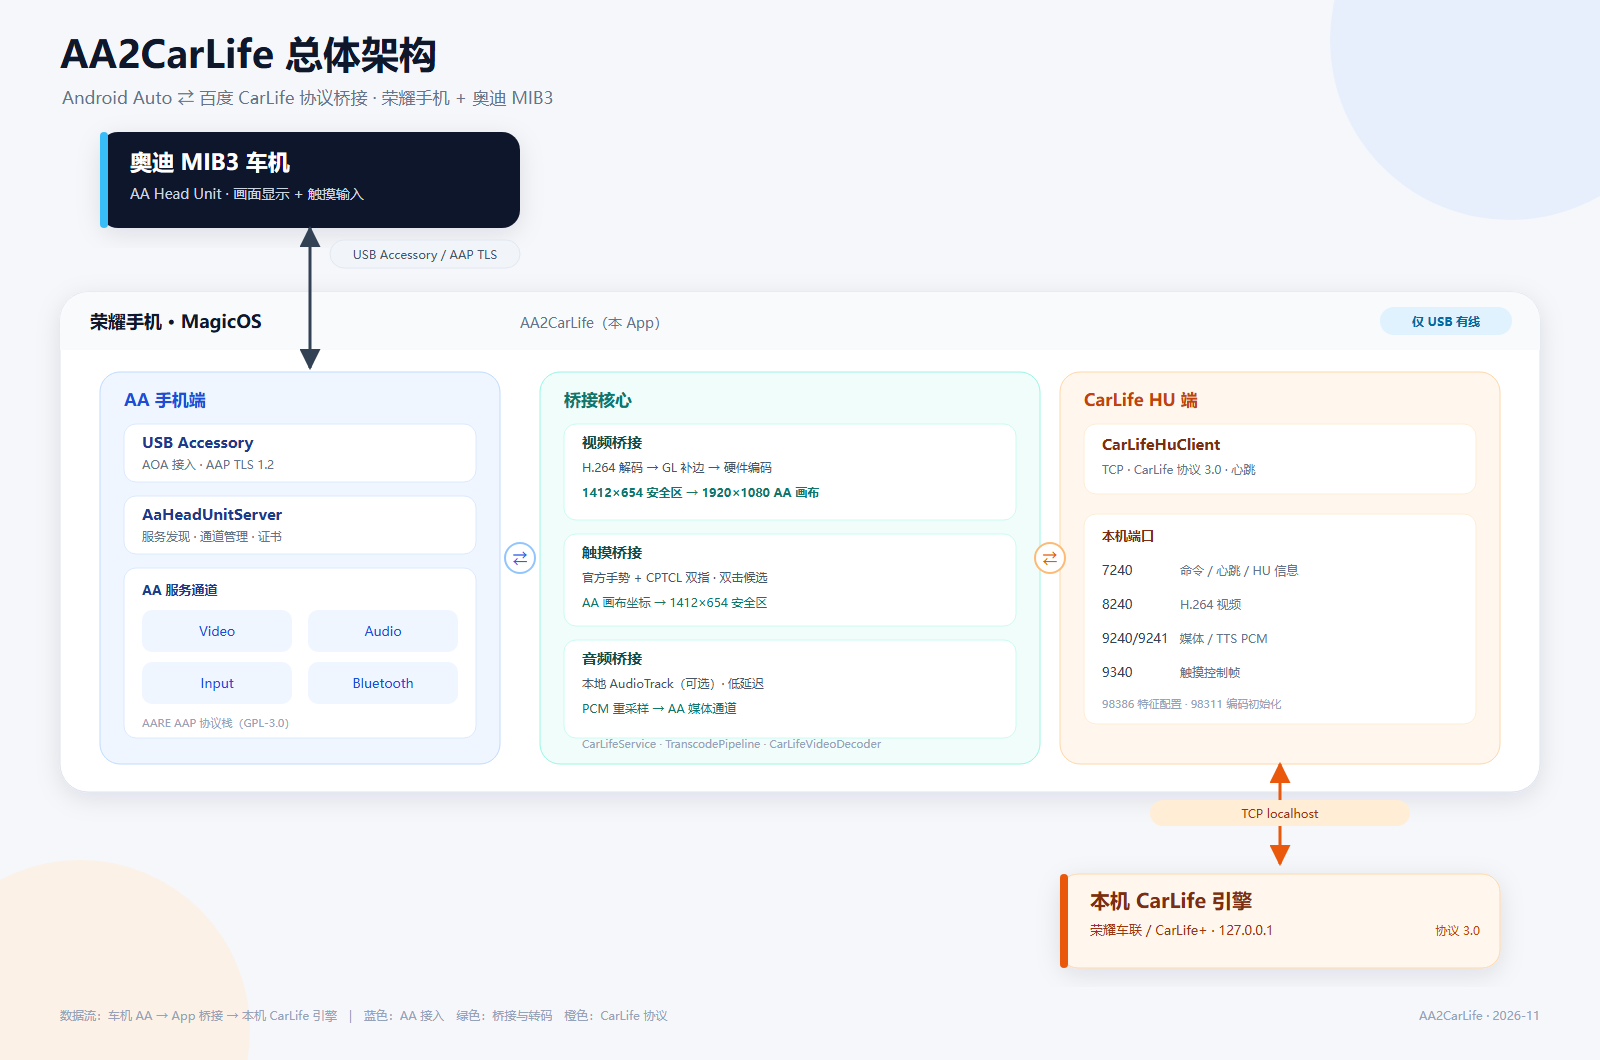 AA2CarLife 总体架构
Android Auto ⇄ 百度 CarLife 协议桥接 · 荣耀手机 + 奥迪 MIB3
奥迪 MIB3 车机
AA Head Unit · 画面显示 + 触摸输入
USB Accessory / AAP TLS
荣耀手机 · MagicOS
AA2CarLife（本 App）
仅 USB 有线
AA 手机端
USB Accessory
AOA 接入 · AAP TLS 1.2
AaHeadUnitServer
服务发现 · 通道管理 · 证书
AA 服务通道
Video
Audio
Input
Bluetooth
AARE AAP 协议栈（GPL-3.0）
⇄
桥接核心
视频桥接
H.264 解码 → GL 补边 → 硬件编码
1412×654 安全区 → 1920×1080 AA 画布
触摸桥接
官方手势 + CPTCL 双指 · 双击候选
AA 画布坐标 → 1412×654 安全区
音频桥接
本地 AudioTrack（可选）· 低延迟
PCM 重采样 → AA 媒体通道
CarLifeService · TranscodePipeline · CarLifeVideoDecoder
⇄
CarLife HU 端
CarLifeHuClient
TCP · CarLife 协议 3.0 · 心跳
本机端口
7240 命令 / 心跳 / HU 信息
8240 H.264 视频
9240/9241 媒体 / TTS PCM
9340 触摸控制帧
98386 特征配置 · 98311 编码初始化
TCP localhost
本机 CarLife 引擎
荣耀车联 / CarLife+ · 127.0.0.1
协议 3.0
数据流：车机 AA → App 桥接 → 本机 CarLife 引擎 | 蓝色：AA 接入 绿色：桥接与转码 橙色：CarLife 协议
AA2CarLife · 2026-11